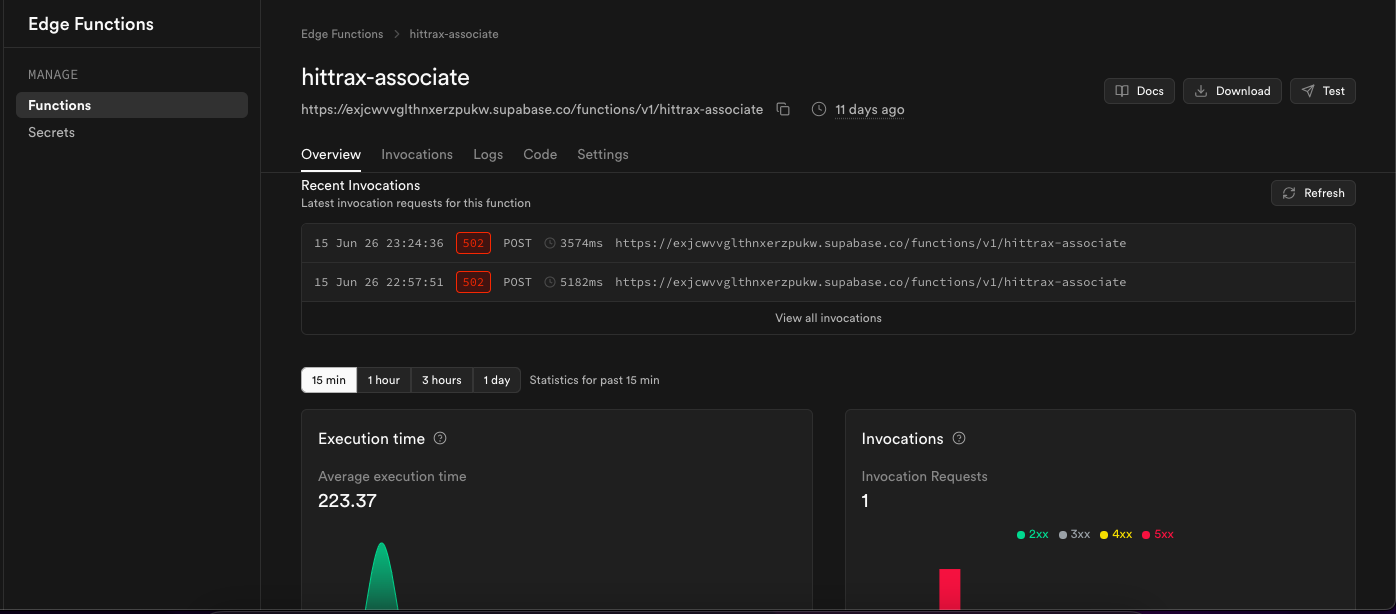 Edge Functions
MANAGE
Functions
Secrets
Edge Functions > hittrax-associate
hittrax-associate
https://exjcwvvglthnxerzpukw.supabase.co/functions/v1/hittrax-associate 11 days ago
Docs Download Test
Overview Invocations Logs Code Settings
Recent Invocations
Latest invocation requests for this function
Refresh
15 Jun 26 23:24:36 502 POST 3574ms https://exjcwvvglthnxerzpukw.supabase.co/functions/v1/hittrax-associate
15 Jun 26 22:57:51 502 POST 5182ms https://exjcwvvglthnxerzpukw.supabase.co/functions/v1/hittrax-associate
View all invocations
15 min 1 hour 3 hours 1 day Statistics for past 15 min
Execution time ?
Average execution time
223.37
Invocations ?
Invocation Requests
1
2xx 3xx 4xx 5xx